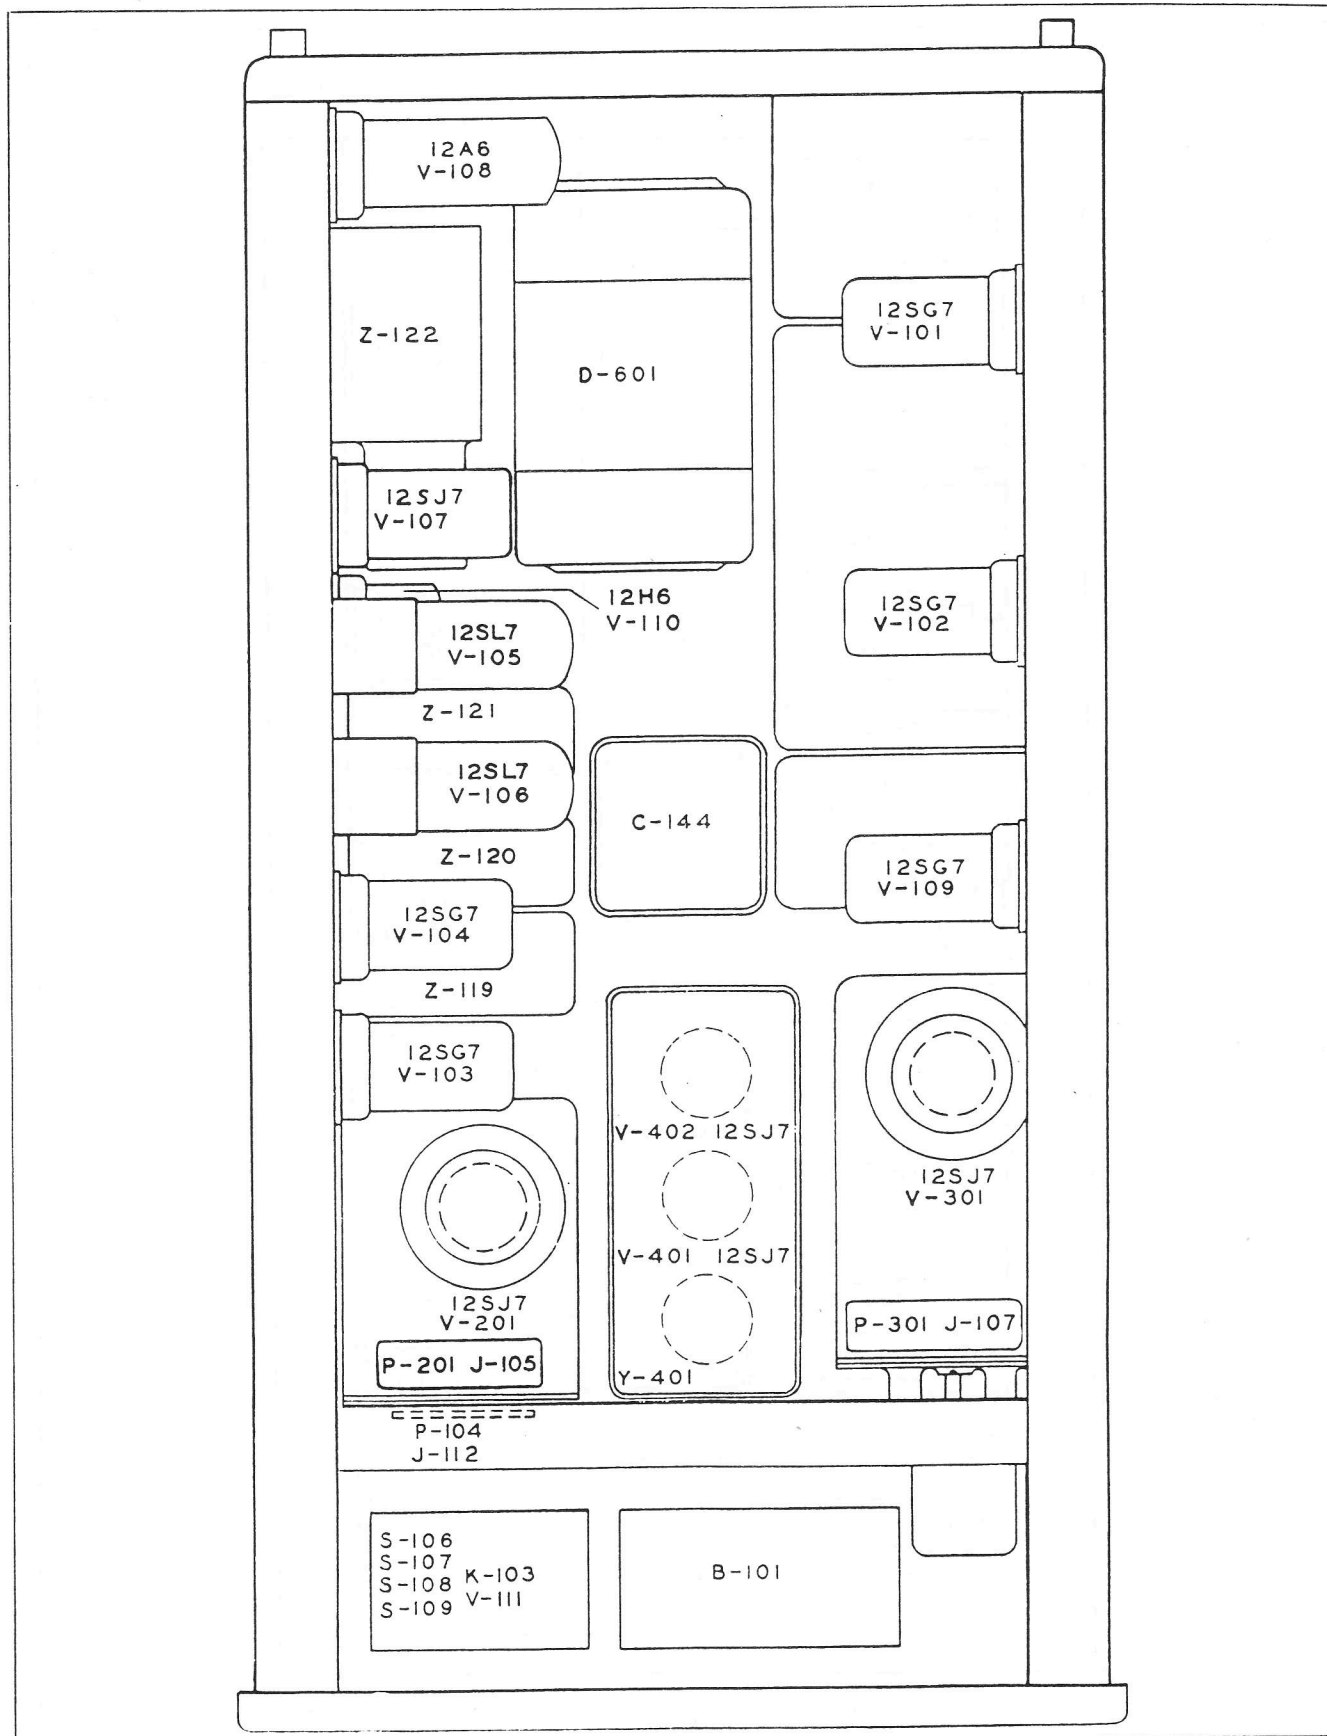 12A6
V-108
Z-122
D-601
12SG7
V-101
12SJ7
V-107
12H6
V-110
12SG7
V-102
12SL7
V-105
Z-121
12SL7
V-106
C-144
Z-120
12SG7
V-109
12SG7
V-104
Z-119
12SG7
V-103
V-402 12SJ7
12SJ7
V-301
V-401 12SJ7
12SJ7
V-201
P-301 J-107
P-201 J-105
Y-401
P-104
J-112
S-106
S-107
S-108
S-109
K-103
V-111
B-101